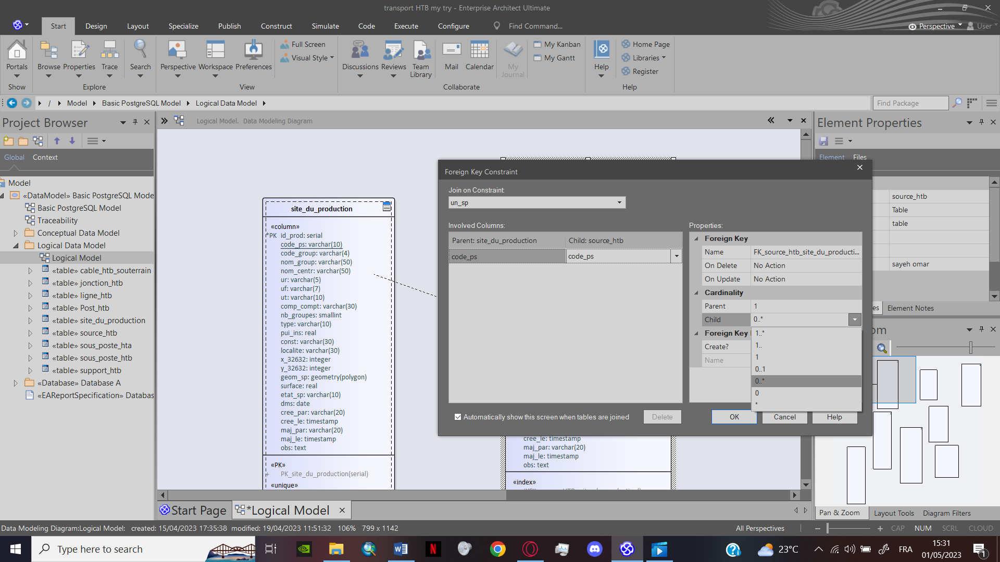 transport HTB my try - Enterprise Architect Ultimate
Start Design Layout Specialize Publish Construct Simulate Code Execute Configure Find Command... Perspective User
Portals
Show
Browse Properties Trace Search
Explore
Perspective Workspace Preferences
Full Screen
Visual Style
View
Discussions Reviews Team Library Mail Calendar My Journal
My Kanban
My Gantt
Collaborate
Help
Home Page
Libraries
Register
Help
/ Model Basic PostgreSQL Model Logical Data Model
Find Package
Project Browser
Global Context
Model
«DataModel» Basic PostgreSQL Mode
Basic PostgreSQL Model
Traceability
Conceptual Data Model
Logical Data Model
Logical Model
«table» cable_htb_souterrain
«table» jonction_htb
«table» ligne_htb
«table» Post_htb
«table» site_du_production
«table» source_htb
«table» sous_poste_hta
«table» sous_poste_htb
«table» support_htb
«Database» Database A
«EAReportSpecification» Databas
Logical Model. Data Modeling Diagram
site_du_production
«column»
*PK id_prod: serial
code_ps: varchar(10)
code_group: varchar(4)
nom_group: varchar(50)
nom_centr: varchar(50)
ur: varchar(5)
uf: varchar(7)
ut: varchar(10)
comp_compt: varchar(30)
nb_groupes: smallint
type: varchar(10)
pui_ins: real
const: varchar(30)
localite: varchar(30)
x_32632: integer
y_32632: integer
geom_sp: geometry(polygon)
surface: real
etat_sp: varchar(10)
dms: date
cree_par: varchar(20)
cree_le: timestamp
maj_par: varchar(20)
maj_le: timestamp
obs: text
«PK»
+ PK_site_du_production(serial)
«unique»
Foreign Key Constraint
Join on Constraint:
un_sp
Involved Columns:
Parent: site_du_production Child: source_htb
code_ps code_ps
Properties:
Foreign Key
Name FK_source_htb_site_du_producti...
On Delete No Action
On Update No Action
Cardinality
Parent 1
Child 0..*
Foreign Key
Create?
Name
1..*
1..
1
0..1
0..*
0
*
Automatically show this screen when tables are joined
Delete OK Cancel Help
cree_le: timestamp
maj_par: varchar(20)
maj_le: timestamp
obs: text
«index»
Element Properties
Element Files
source_htb
Table
table
sayeh omar
es Element Notes
om
Pan & Zoom Layout Tools Diagram Filters
Start Page *Logical Model
Data Modeling Diagram:Logical Model: created: 15/04/2023 17:35:38 modified: 19/04/2023 11:51:32 106% 799 x 1142
All Perspectives CAP NUM SCRL CLOUD
Type here to search
23°C
FRA
15:31
01/05/2023
1